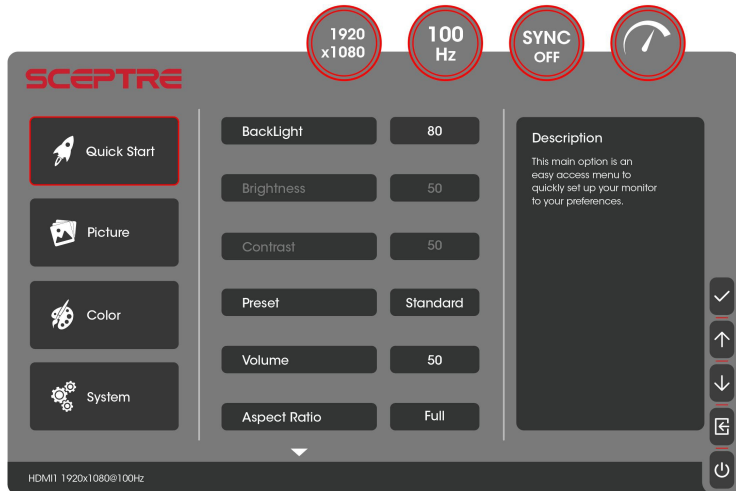 1920
x1080
100
Hz
SYNC
OFF
SCEPTRE
Quick Start
Picture
Color
System
BackLight 80
Brightness 50
Contrast 50
Preset Standard
Volume 50
Aspect Ratio Full
Description
This main option is an
easy access menu to
quickly set up your monitor
to your preferences.
HDMI1 1920x1080@100Hz